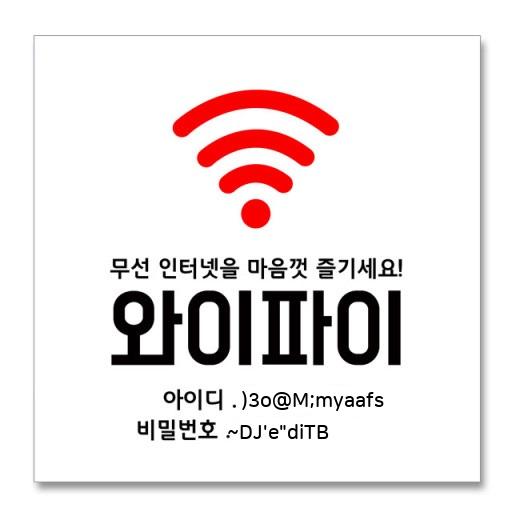 무선 인터넷을 마음껏 즐기세요!
와이파이
아이디 . )3o@M;myaafs
비밀번호 .~DJ'e"diTB